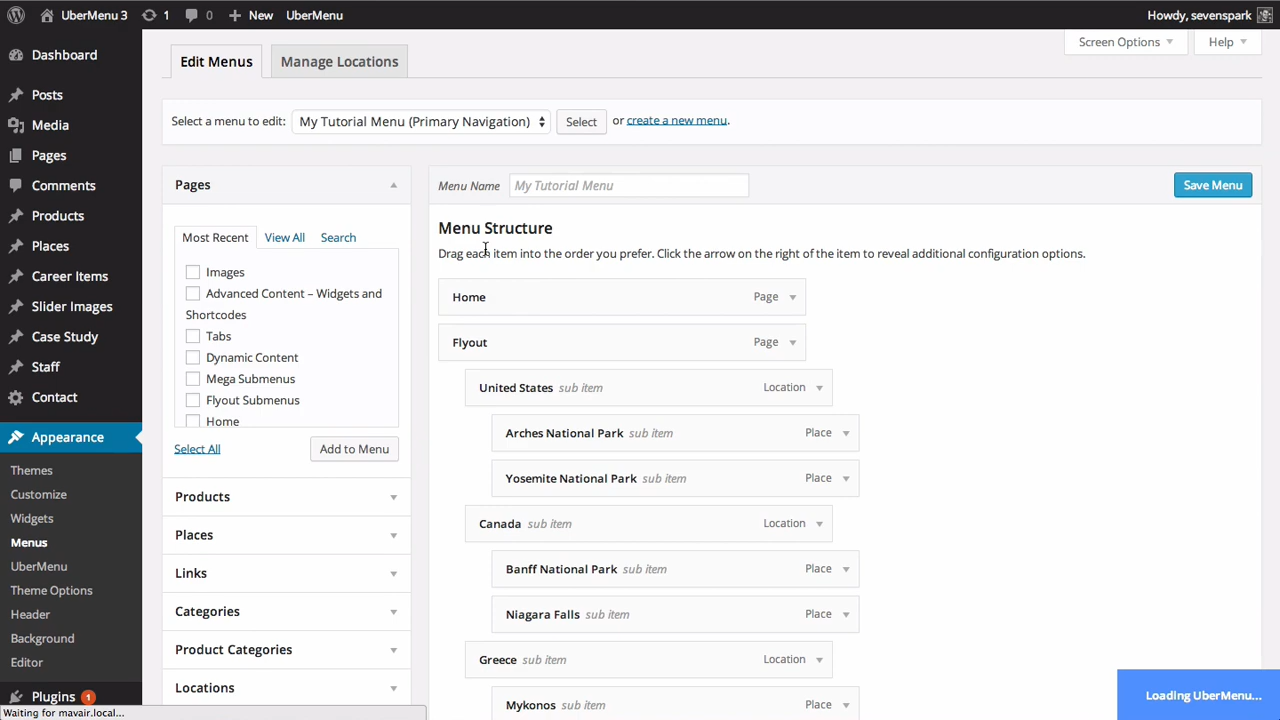 UberMenu 3 1 0 New UberMenu Howdy, sevenspark
Screen Options Help
Edit Menus Manage Locations
Select a menu to edit: My Tutorial Menu (Primary Navigation) Select or create a new menu.
Dashboard
Posts
Media
Pages
Comments
Products
Places
Career Items
Slider Images
Case Study
Staff
Contact
Appearance
Themes
Customize
Widgets
Menus
UberMenu
Theme Options
Header
Background
Editor
Plugins 1
Waiting for mavair.local...
Pages
Most Recent View All Search
Images
Advanced Content – Widgets and
Shortcodes
Tabs
Dynamic Content
Mega Submenus
Flyout Submenus
Home
Select All Add to Menu
Products
Places
Links
Categories
Product Categories
Locations
Menu Name My Tutorial Menu Save Menu
Menu Structure
Drag each item into the order you prefer. Click the arrow on the right of the item to reveal additional configuration options.
Home Page
Flyout Page
United States sub item Location
Arches National Park sub item Place
Yosemite National Park sub item Place
Canada sub item Location
Banff National Park sub item Place
Niagara Falls sub item Place
Greece sub item Location
Mykonos sub item Place
Loading UberMenu...